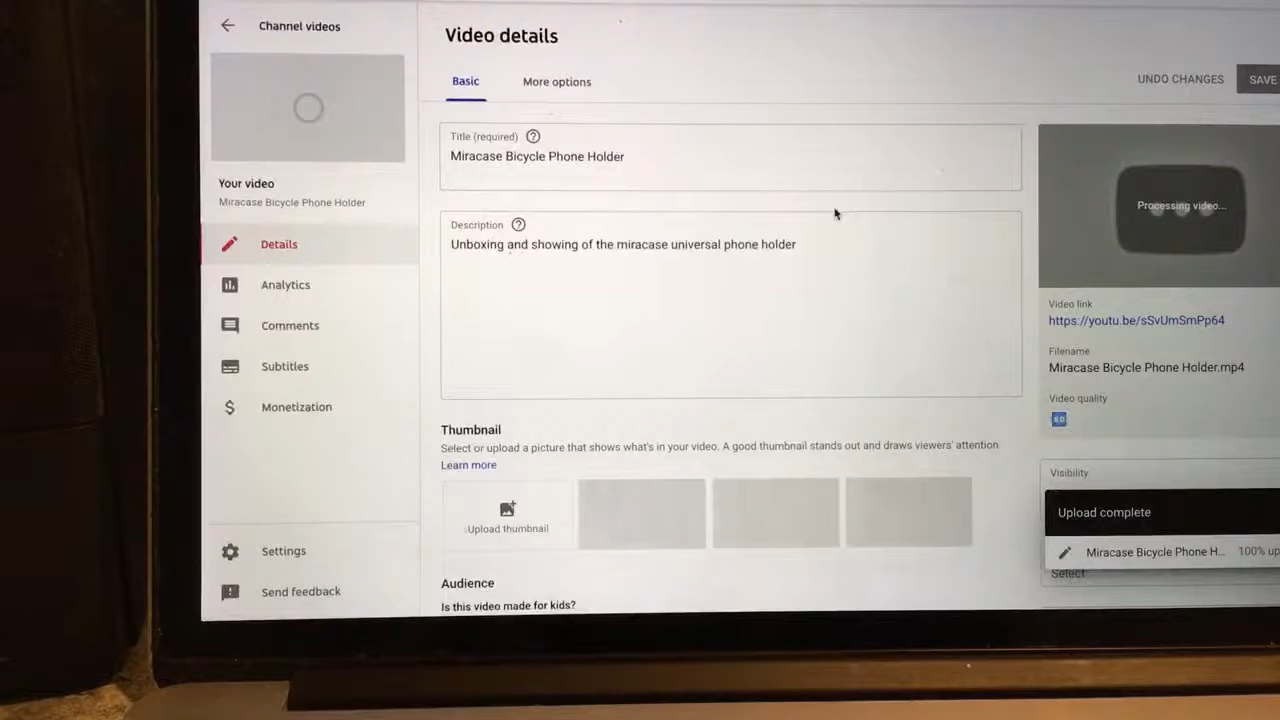 Channel videos
Your video
Miracase Bicycle Phone Holder
Details
Analytics
Comments
Subtitles
Monetization
Settings
Send feedback
Video details
Basic
More options
UNDO CHANGES
SAVE
Title (required)
Miracase Bicycle Phone Holder
Description
Unboxing and showing of the miracase universal phone holder
Thumbnail
Select or upload a picture that shows what's in your video. A good thumbnail stands out and draws viewers' attention.
Learn more
Upload thumbnail
Audience
Is this video made for kids?
Processing video...
Video link
https://youtu.be/sSvUmSmPp64
Filename
Miracase Bicycle Phone Holder.mp4
Video quality
SD
Visibility
Upload complete
Miracase Bicycle Phone H... 100% up
Select